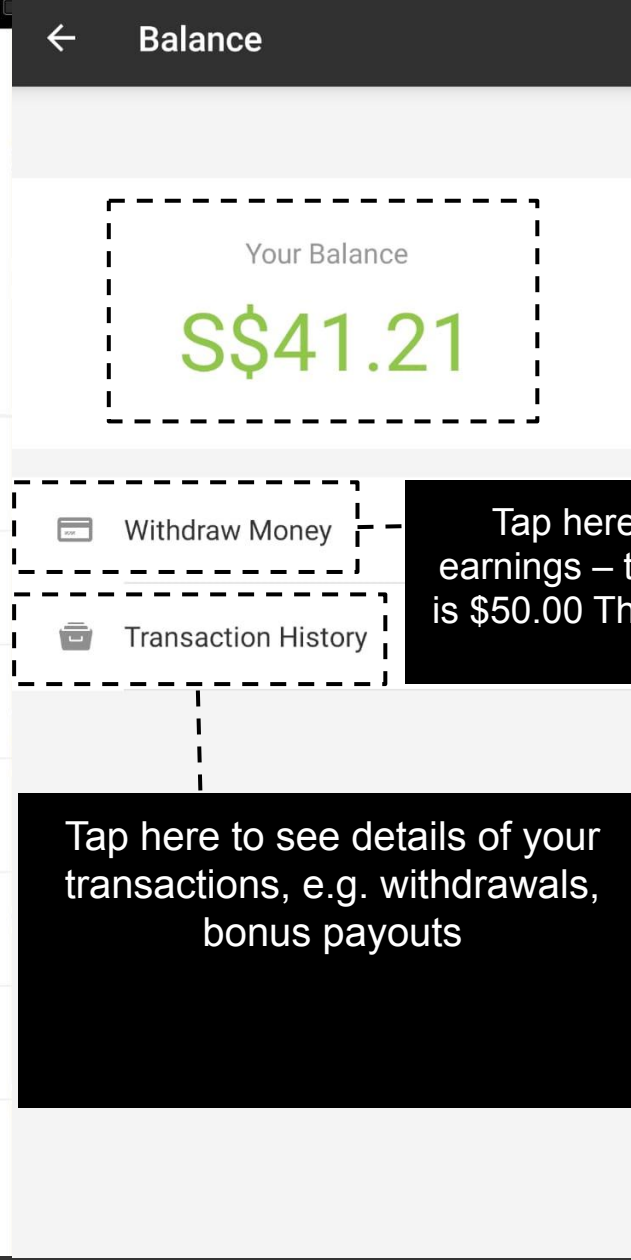 Balance
Your Balance
S$41.21
Withdraw Money
Tap here
earnings –
is $50.00
Transaction History
Tap here to see details of your
transactions, e.g. withdrawals,
bonus payouts